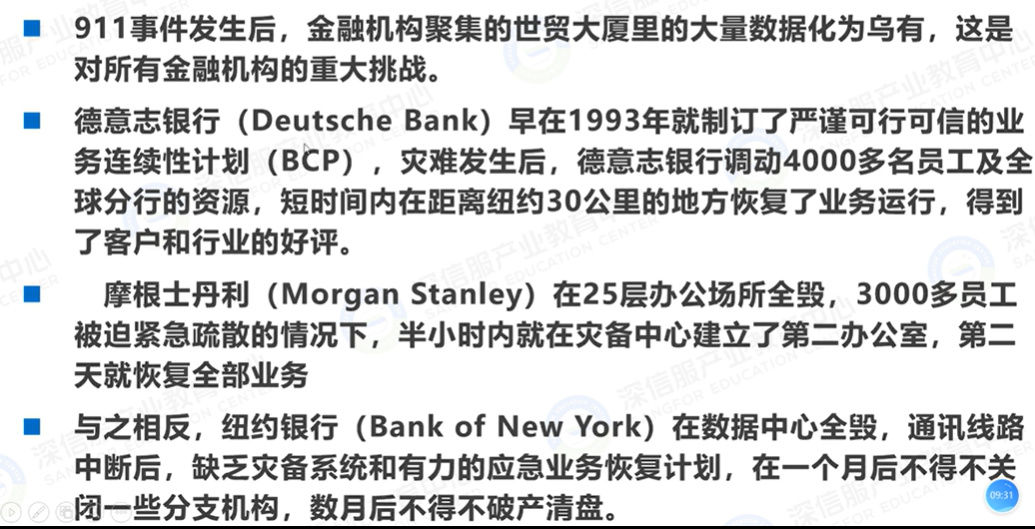 911事件发生后，金融机构聚集的世贸大厦里的大量数据化为乌有，这是
对所有金融机构的重大挑战。
德意志银行（Deutsche Bank）早在1993年就制订了严谨可行可信的业
务连续性计划（BCP），灾难发生后，德意志银行调动4000多名员工及全
球分行的资源，短时间内在距离纽约30公里的地方恢复了业务运行，得到
了客户和行业的好评。
摩根士丹利（Morgan Stanley）在25层办公场所全毁，3000多员工
被迫紧急疏散的情况下，半小时内就在灾备中心建立了第二办公室，第二
天就恢复全部业务
与之相反，纽约银行（Bank of New York）在数据中心全毁，通讯线路
中断后，缺乏灾备系统和有力的应急业务恢复计划，在一个月后不得不关
闭一些分支机构，数月后不得不破产清盘。
09:31
深信服产业教育中心
SANGFOR EDUCATION CENTER